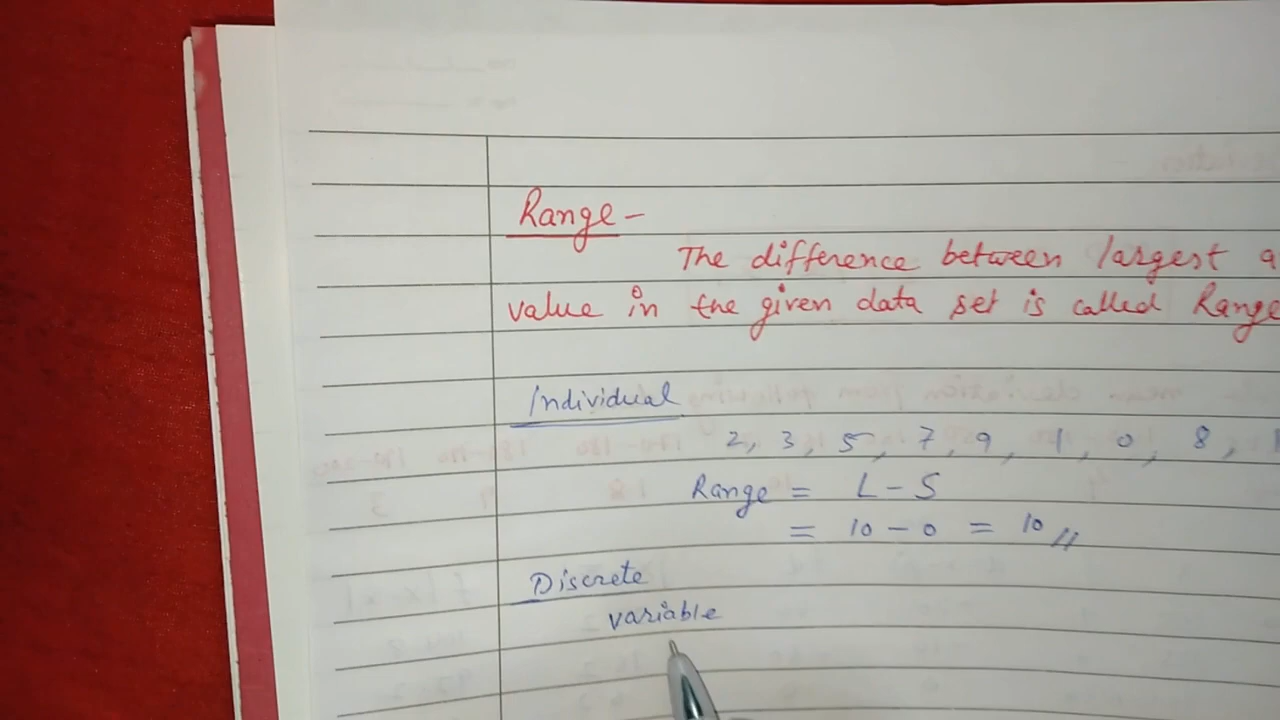 Range -
The difference between largest a
value in the given data set is called Range
Individual
2, 3, 5, 7, 9, 1, 0, 8, 1
Range = L - S
= 10 - 0 = 10 //
Discrete
variable